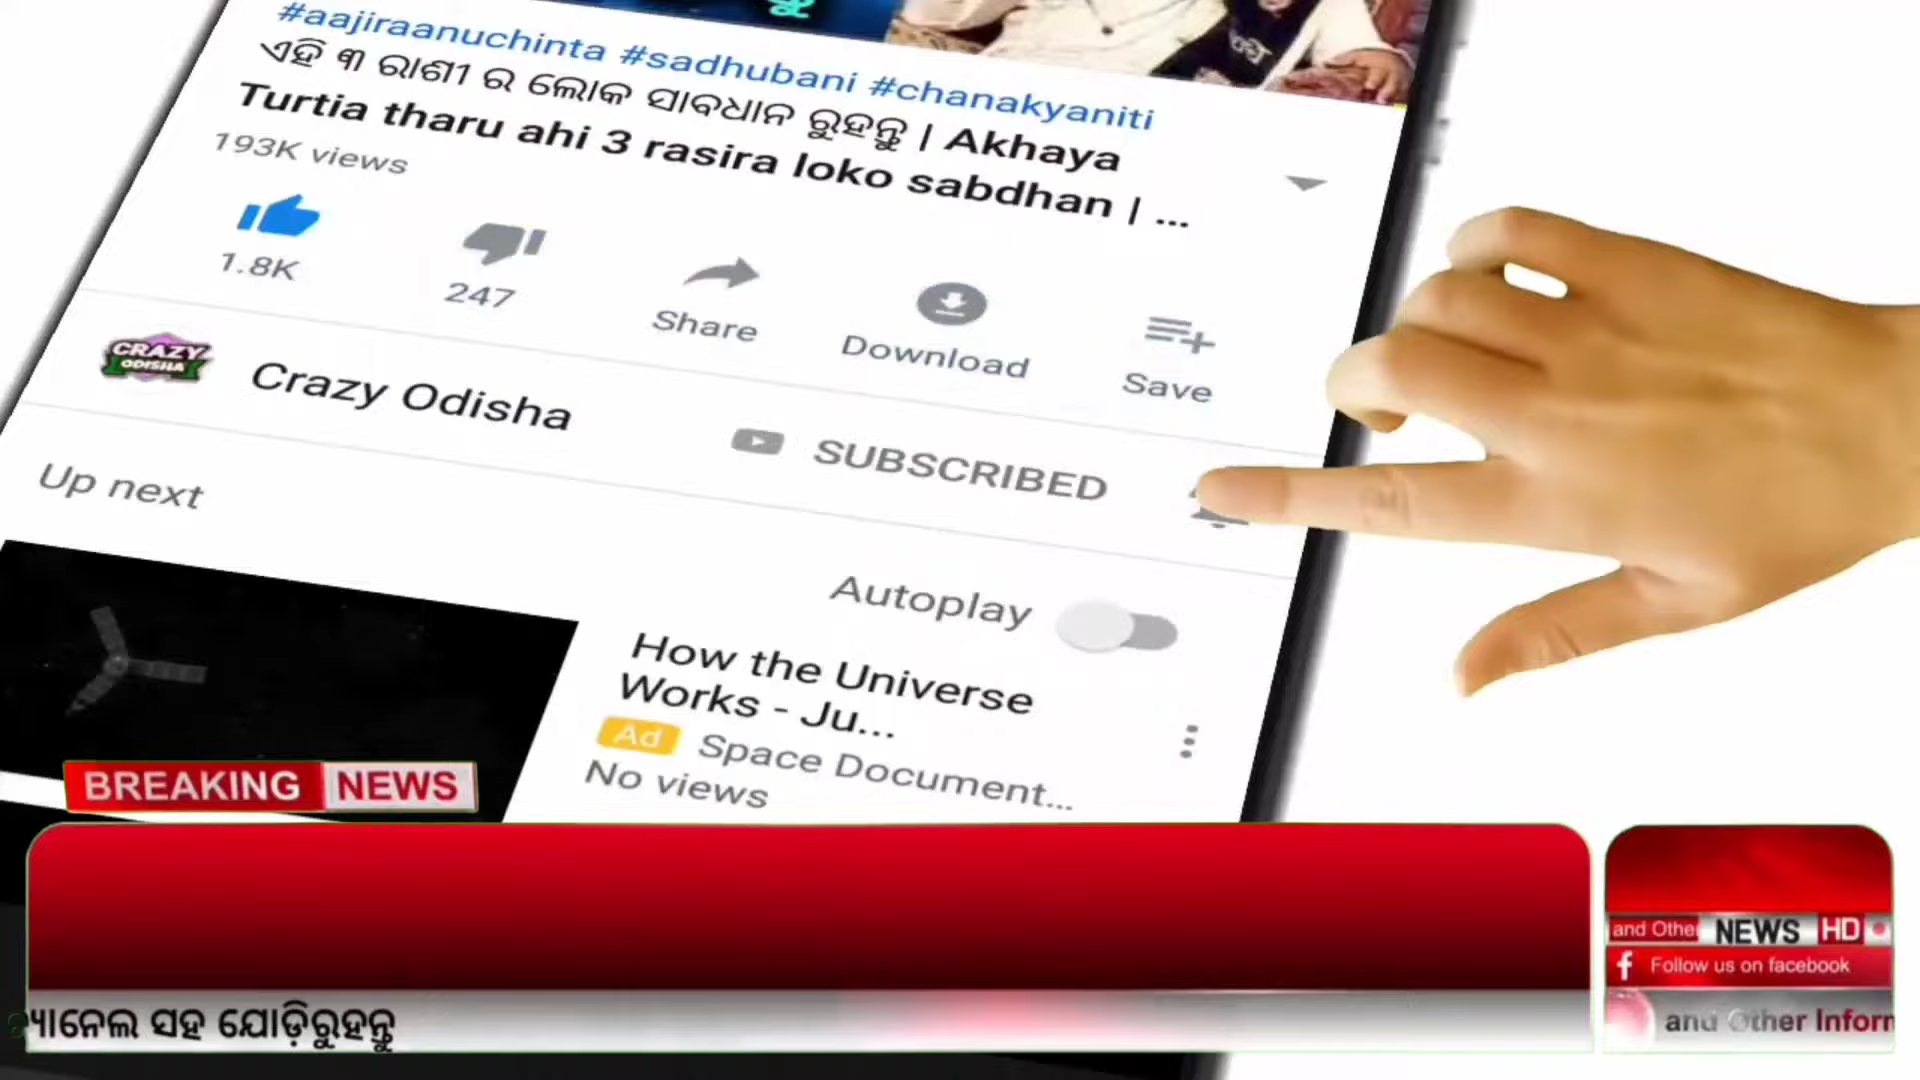 #aajiraanuchinta #sadhubani #chanakyaniti
ଏହି ୩ ରାଶୀ ର ଲୋକ ସାବଧାନ ରୁହନ୍ତୁ | Akhaya
Turtia tharu ahi 3 rasira loko sabdhan | ...
193K views
1.8K
247
Share
Download
Save
CRAZY
ODISHA
Crazy Odisha
SUBSCRIBED
Up next
Autoplay
How the Universe
Works - Ju...
Ad Space Document...
No views
BREAKING NEWS
and Othe NEWS HD
Follow us on facebook
ସହ ଯୋଡ଼ିରୁହନ୍ତୁ
and Other Inform